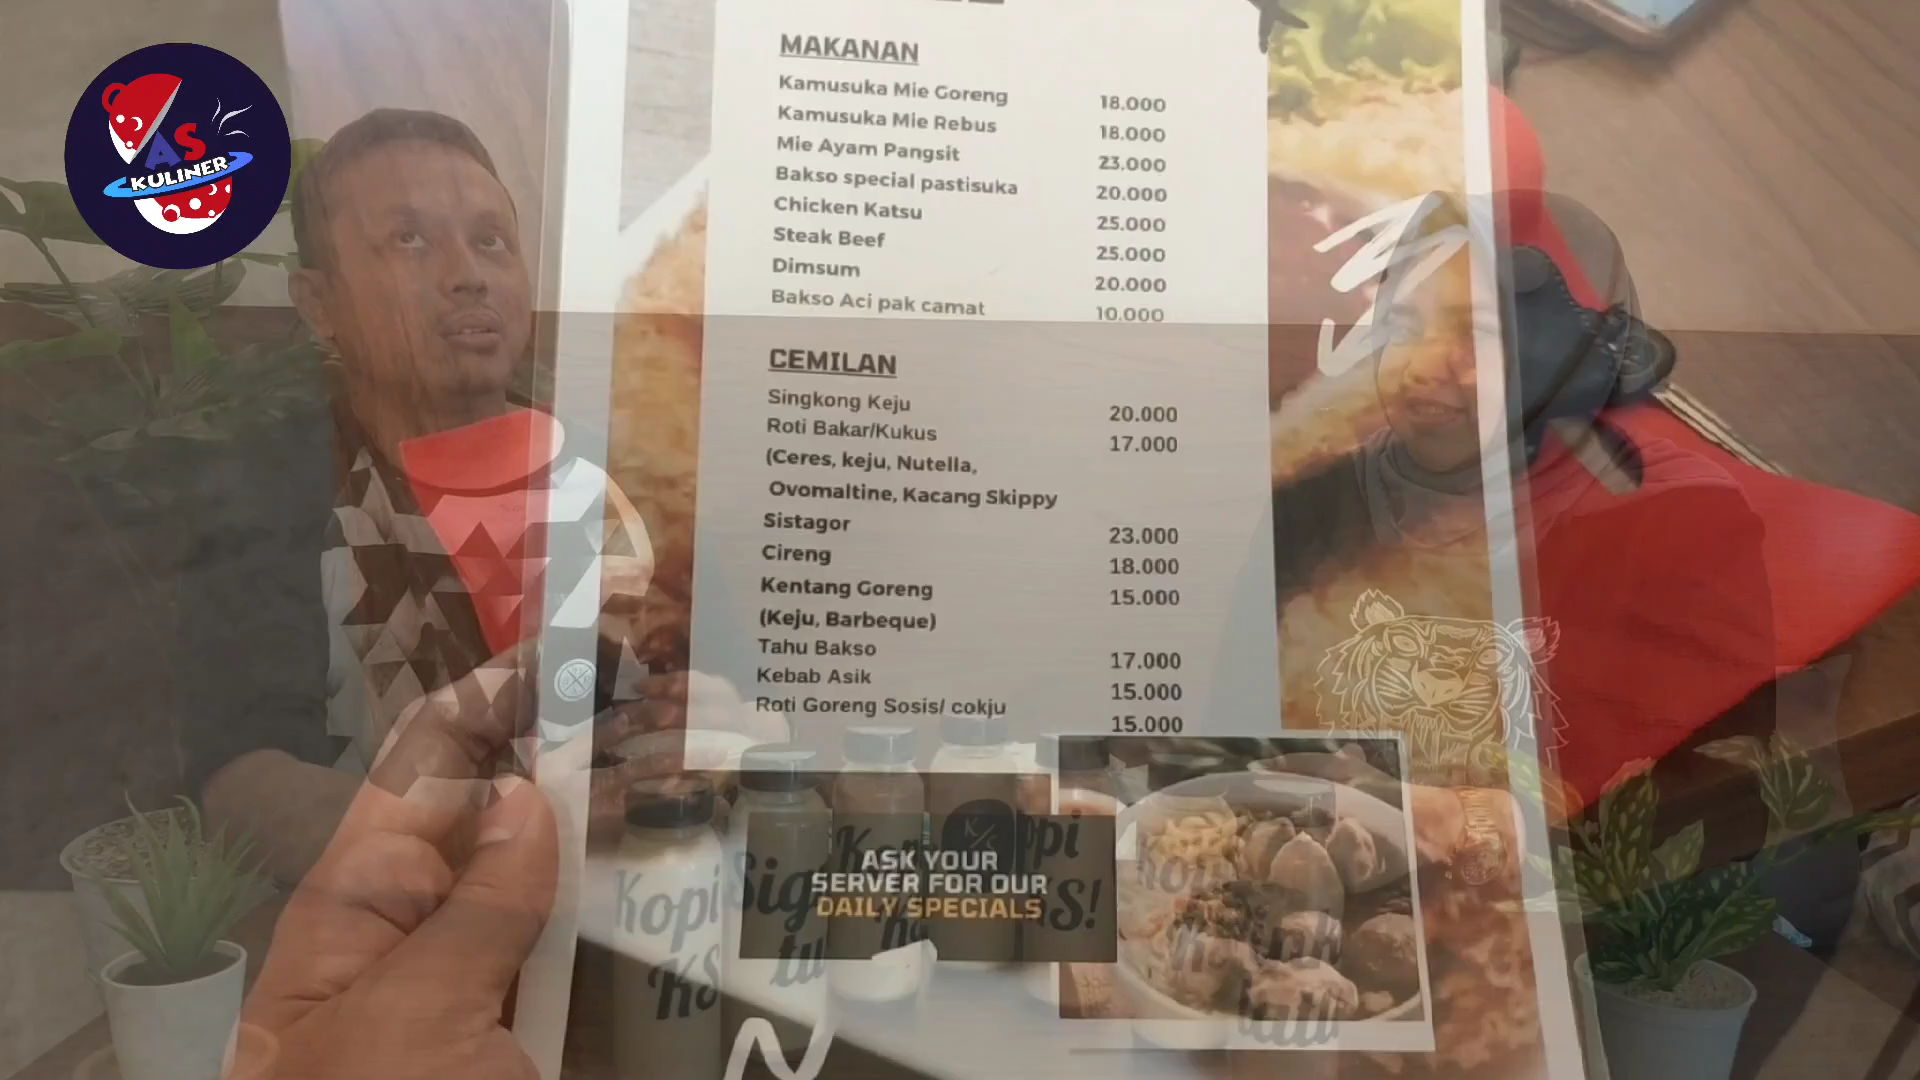 AS
KULINER
MAKANAN
Kamusuka Mie Goreng 18.000
Kamusuka Mie Rebus 18.000
Mie Ayam Pangsit 23.000
Bakso special pastisuka 20.000
Chicken Katsu 25.000
Steak Beef 25.000
Dimsum 20.000
Bakso Aci pak camat 10.000
CEMILAN
Singkong Keju 20.000
Roti Bakar/Kukus 17.000
(Ceres, keju, Nutella,
Ovomaltine, Kacang Skippy
Sistagor 23.000
Cireng 18.000
Kentang Goreng 15.000
(Keju, Barbeque)
Tahu Bakso 17.000
Kebab Asik 15.000
Roti Goreng Sosis/ cokju 15.000
ASK YOUR
SERVER FOR OUR
DAILY SPECIALS
K/C
Kopi
KS